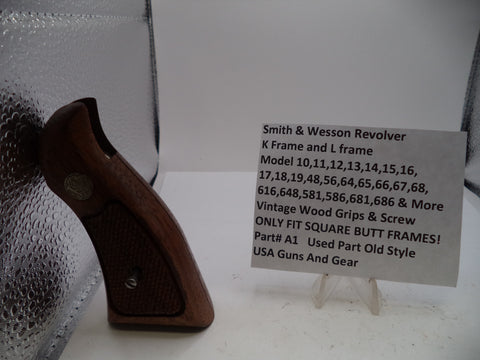 Smith & Wesson Revolver
K Frame and L frame
Model 10,11,12,13,14,15,16,
17,18,19,48,56,64,65,66,67,68,
616,648,581,586,681,686 & More
Vintage Wood Grips & Screw
ONLY FIT SQUARE BUTT FRAMES!
Part# A1 Used Part Old Style
USA Guns And Gear